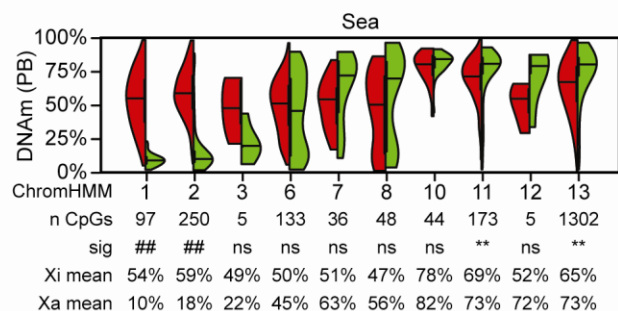 Sea
DNAm (PB)
100%
75%
50%
25%
0%
ChromHMM 1 2 3 6 7 8 10 11 12 13
n CpGs 97 250 5 133 36 48 44 173 5 1302
sig ## ## ns ns ns ns ns ** ns **
Xi mean 54% 59% 49% 50% 51% 47% 78% 69% 52% 65%
Xa mean 10% 18% 22% 45% 63% 56% 82% 73% 72% 73%